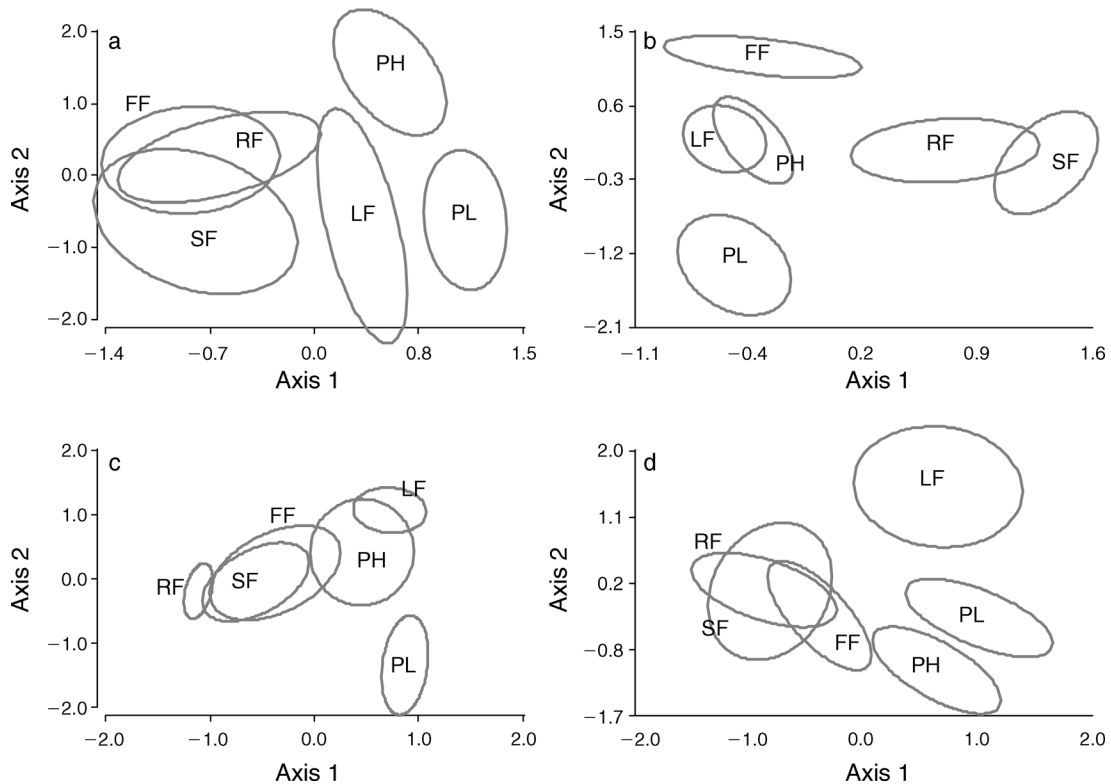 a
2.0
1.0
0.0
−1.0
−2.0
Axis 2
PH
FF
RF
LF
PL
SF
−1.4 −0.7 0.0 0.8 1.5
Axis 1
b
1.5
0.6
−0.3
−1.2
−2.1
Axis 2
FF
LF
PH
RF
SF
PL
−1.1 −0.4 0.2 0.9 1.6
Axis 1
c
2.0
1.0
0.0
−1.0
−2.0
Axis 2
LF
FF
PH
RF
SF
PL
−2.0 −1.0 0.0 1.0 2.0
Axis 1
d
2.0
1.1
0.2
−0.8
−1.7
Axis 2
LF
RF
PL
SF
FF
PH
−2.0 −1.0 0.0 1.0 2.0
Axis 1